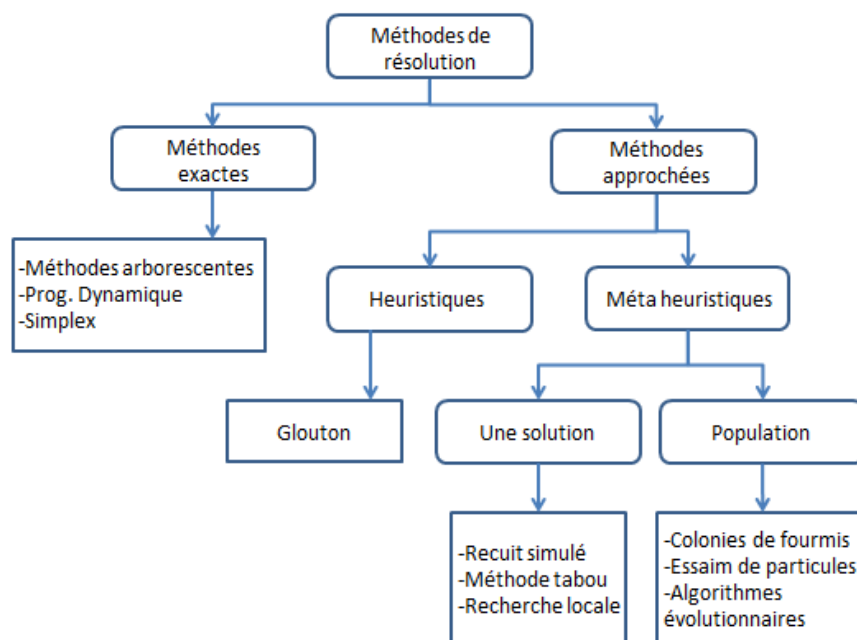 Méthodes de
résolution
Méthodes
exactes
Méthodes
approchées
-Méthodes arborescentes
-Prog. Dynamique
-Simplex
Heuristiques
Méta heuristiques
Glouton
Une solution
Population
-Recuit simulé
-Méthode tabou
-Recherche locale
-Colonies de fourmis
-Essaim de particules
-Algorithmes
évolutionnaires